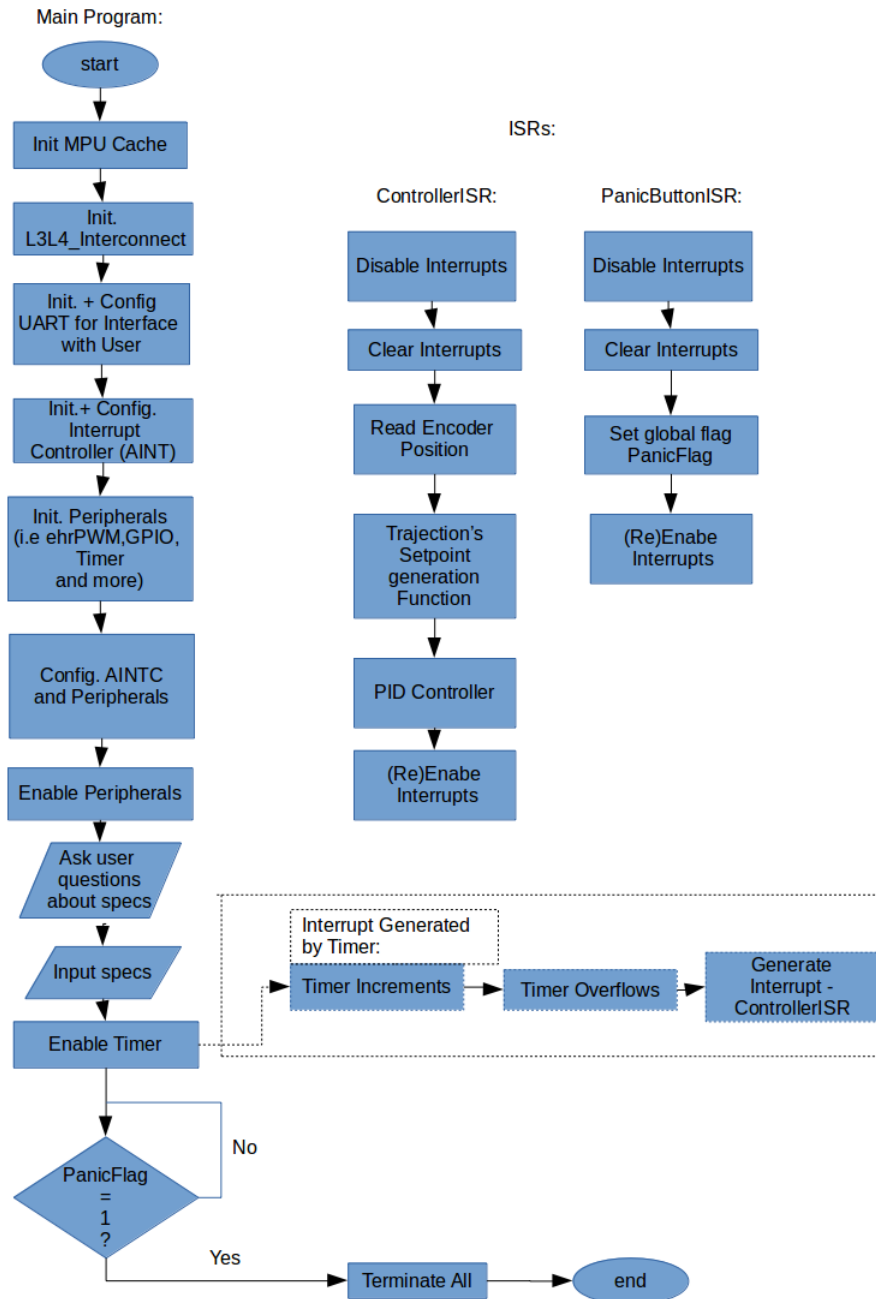 Main Program:
start
Init MPU Cache
Init.
L3L4_Interconnect
Init. + Config
UART for Interface
with User
Init.+ Config.
Interrupt
Controller (AINT)
Init. Peripherals
(i.e ehrPWM,GPIO,
Timer
and more)
Config. AINTC
and Peripherals
Enable Peripherals
Ask user
questions
about specs
Input specs
Enable Timer
PanicFlag
=
1
?
No
Yes
Terminate All
end
Interrupt Generated
by Timer:
Timer Increments
Timer Overflows
Generate
Interrupt -
ControllerISR
ISRs:
ControllerISR:
Disable Interrupts
Clear Interrupts
Read Encoder
Position
Trajection's
Setpoint
generation
Function
PID Controller
(Re)Enabe
Interrupts
PanicButtonISR:
Disable Interrupts
Clear Interrupts
Set global flag
PanicFlag
(Re)Enabe
Interrupts